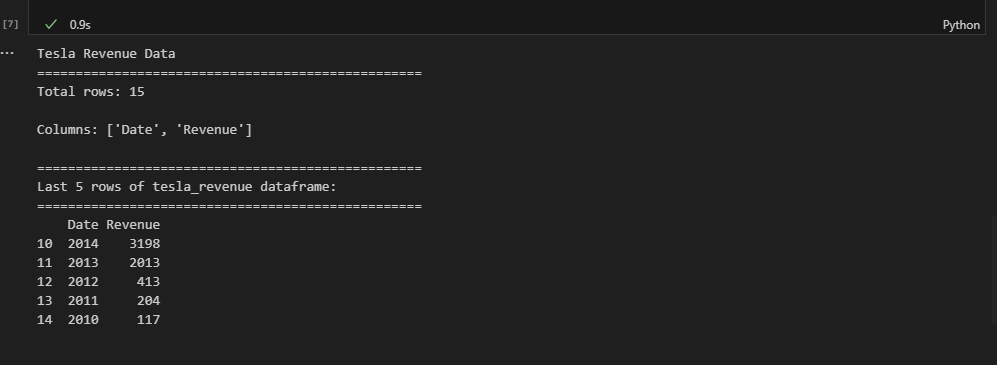 [7]
0.9s
Python
...
Tesla Revenue Data
==================================================
Total rows: 15
Columns: ['Date', 'Revenue']
==================================================
Last 5 rows of tesla_revenue dataframe:
==================================================
Date Revenue
10 2014 3198
11 2013 2013
12 2012 413
13 2011 204
14 2010 117